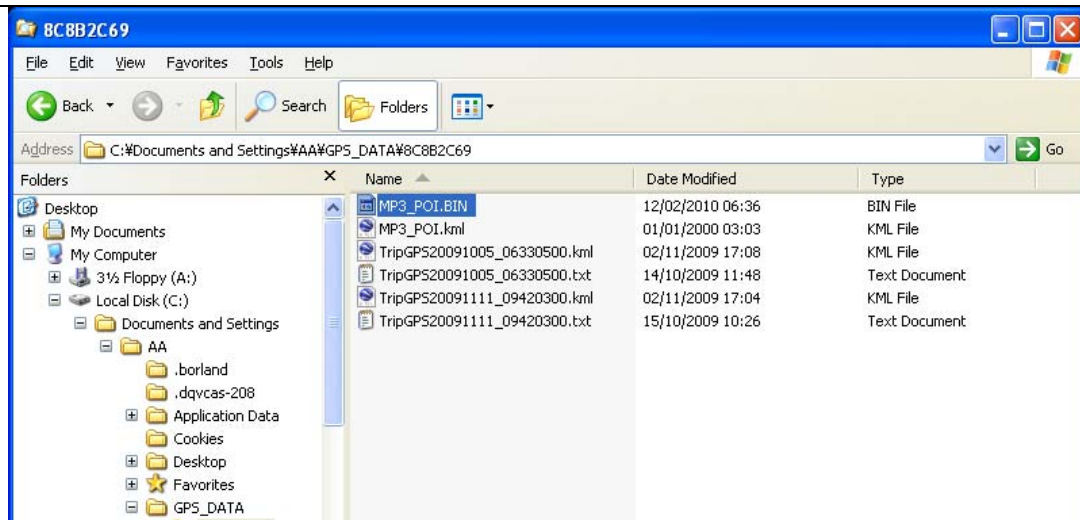 8C8B2C69
File Edit View Favorites Tools Help
Back Search Folders
Address C:¥Documents and Settings¥AA¥GPS_DATA¥8C8B2C69 Go
Folders × Name Date Modified Type
Desktop MP3_POI.BIN 12/02/2010 06:36 BIN File
My Documents MP3_POI.kml 01/01/2000 03:03 KML File
My Computer TripGPS20091005_06330500.kml 02/11/2009 17:08 KML File
3½ Floppy (A:) TripGPS20091005_06330500.txt 14/10/2009 11:48 Text Document
Local Disk (C:) TripGPS20091111_09420300.kml 02/11/2009 17:04 KML File
Documents and Settings TripGPS20091111_09420300.txt 15/10/2009 10:26 Text Document
AA
.borland
.dqvcas-208
Application Data
Cookies
Desktop
Favorites
GPS_DATA